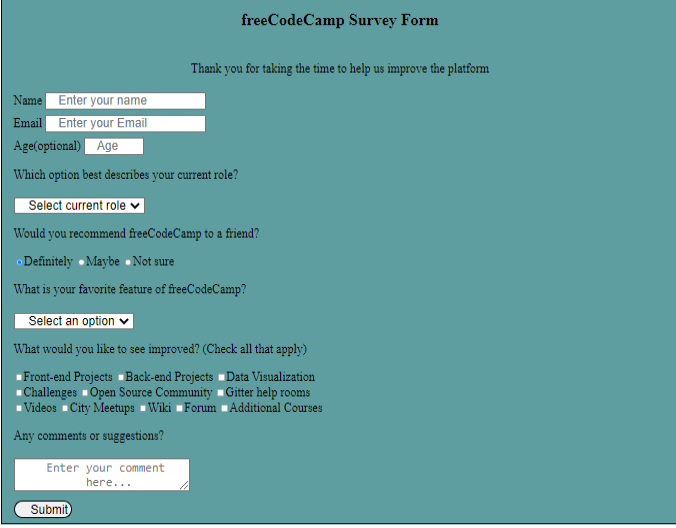 freeCodeCamp Survey Form
Thank you for taking the time to help us improve the platform
Name Enter your name
Email Enter your Email
Age(optional) Age
Which option best describes your current role?
Select current role
Would you recommend freeCodeCamp to a friend?
Definitely Maybe Not sure
What is your favorite feature of freeCodeCamp?
Select an option
What would you like to see improved? (Check all that apply)
Front-end Projects Back-end Projects Data Visualization
Challenges Open Source Community Gitter help rooms
Videos City Meetups Wiki Forum Additional Courses
Any comments or suggestions?
Enter your comment
here...
Submit